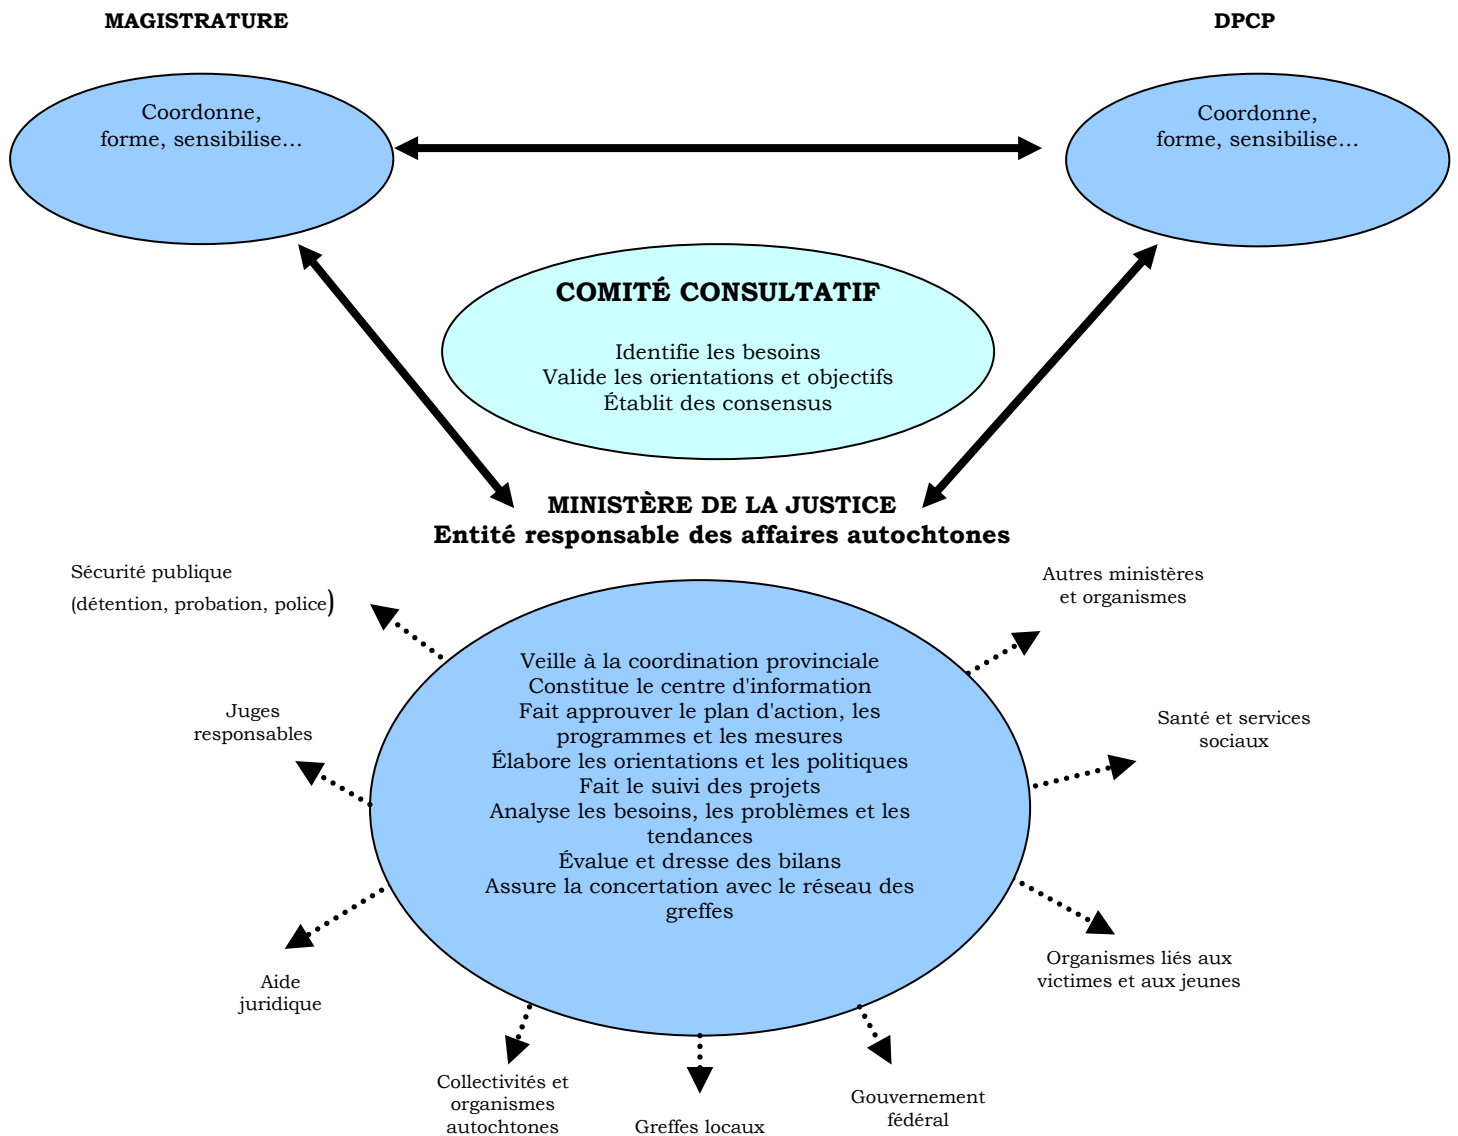 MAGISTRATURE
DPCP
Coordonne,
forme, sensibilise…
Coordonne,
forme, sensibilise…
COMITÉ CONSULTATIF
Identifie les besoins
Valide les orientations et objectifs
Établit des consensus
MINISTÈRE DE LA JUSTICE
Entité responsable des affaires autochtones
Sécurité publique
(détention, probation, police)
Autres ministères
et organismes
Veille à la coordination provinciale
Constitue le centre d'information
Fait approuver le plan d'action, les
programmes et les mesures
Élabore les orientations et les politiques
Fait le suivi des projets
Analyse les besoins, les problèmes et les
tendances
Évalue et dresse des bilans
Assure la concertation avec le réseau des
greffes
Juges
responsables
Santé et services
sociaux
Aide
juridique
Organismes liés aux
victimes et aux jeunes
Collectivités et
organismes
autochtones
Greffes locaux
Gouvernement
fédéral